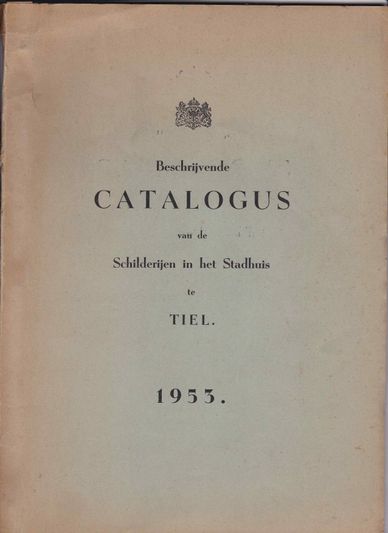 Beschrijvende
CATALOGUS
van de
Schilderijen in het Stadhuis
te
TIEL.
1953.